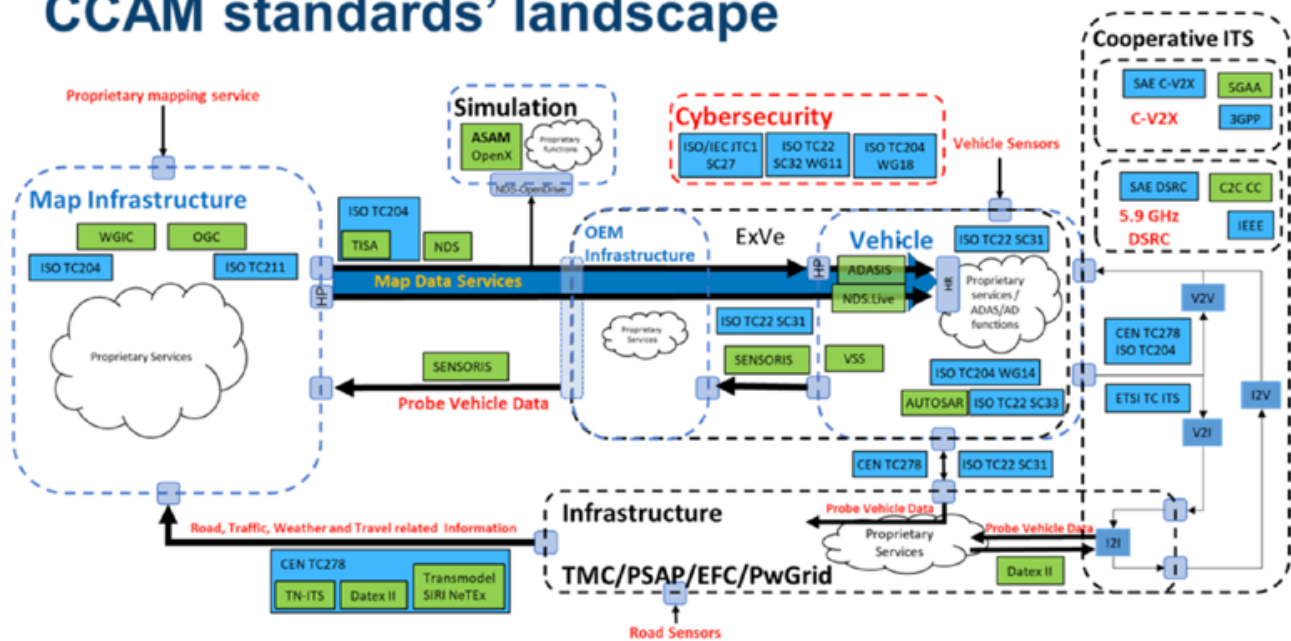 CCAM standards' landscape
Proprietary mapping service
Map Infrastructure
WGIC
OGC
ISO TC204
ISO TC211
Proprietary Services
HP
ISO TC204
TISA
NDS
Map Data Services
SENSORIS
Probe Vehicle Data
Simulation
ASAM
OpenX
Proprietary
functions
NDS-OpenDrive
Cybersecurity
ISO/IEC JTC1
SC27
ISO TC22
SC32 WG11
ISO TC204
WG18
OEM
Infrastructure
Proprietary
Services
ExVe
ISO TC22 SC31
SENSORIS
Vehicle Sensors
Vehicle
ISO TC22 SC31
HP
ADASIS
NDS.Live
HR
Proprietary
services /
ADAS/AD
functions
VSS
ISO TC204 WG14
AUTOSAR
ISO TC22 SC33
CEN TC278
ISO TC22 SC31
Cooperative ITS
SAE C-V2X
5GAA
C-V2X
3GPP
SAE DSRC
C2C CC
5.9 GHz
DSRC
IEEE
V2V
CEN TC278
ISO TC204
ETSI TC ITS
I2V
V2I
I2I
Road, Traffic, Weather and Travel related Information
CEN TC278
TN-ITS
Datex II
Transmodel
SIRI NeTEx
Infrastructure
Probe Vehicle Data
Probe Vehicle Data
Proprietary
Services
Datex II
TMC/PSAP/EFC/PwGrid
Road Sensors